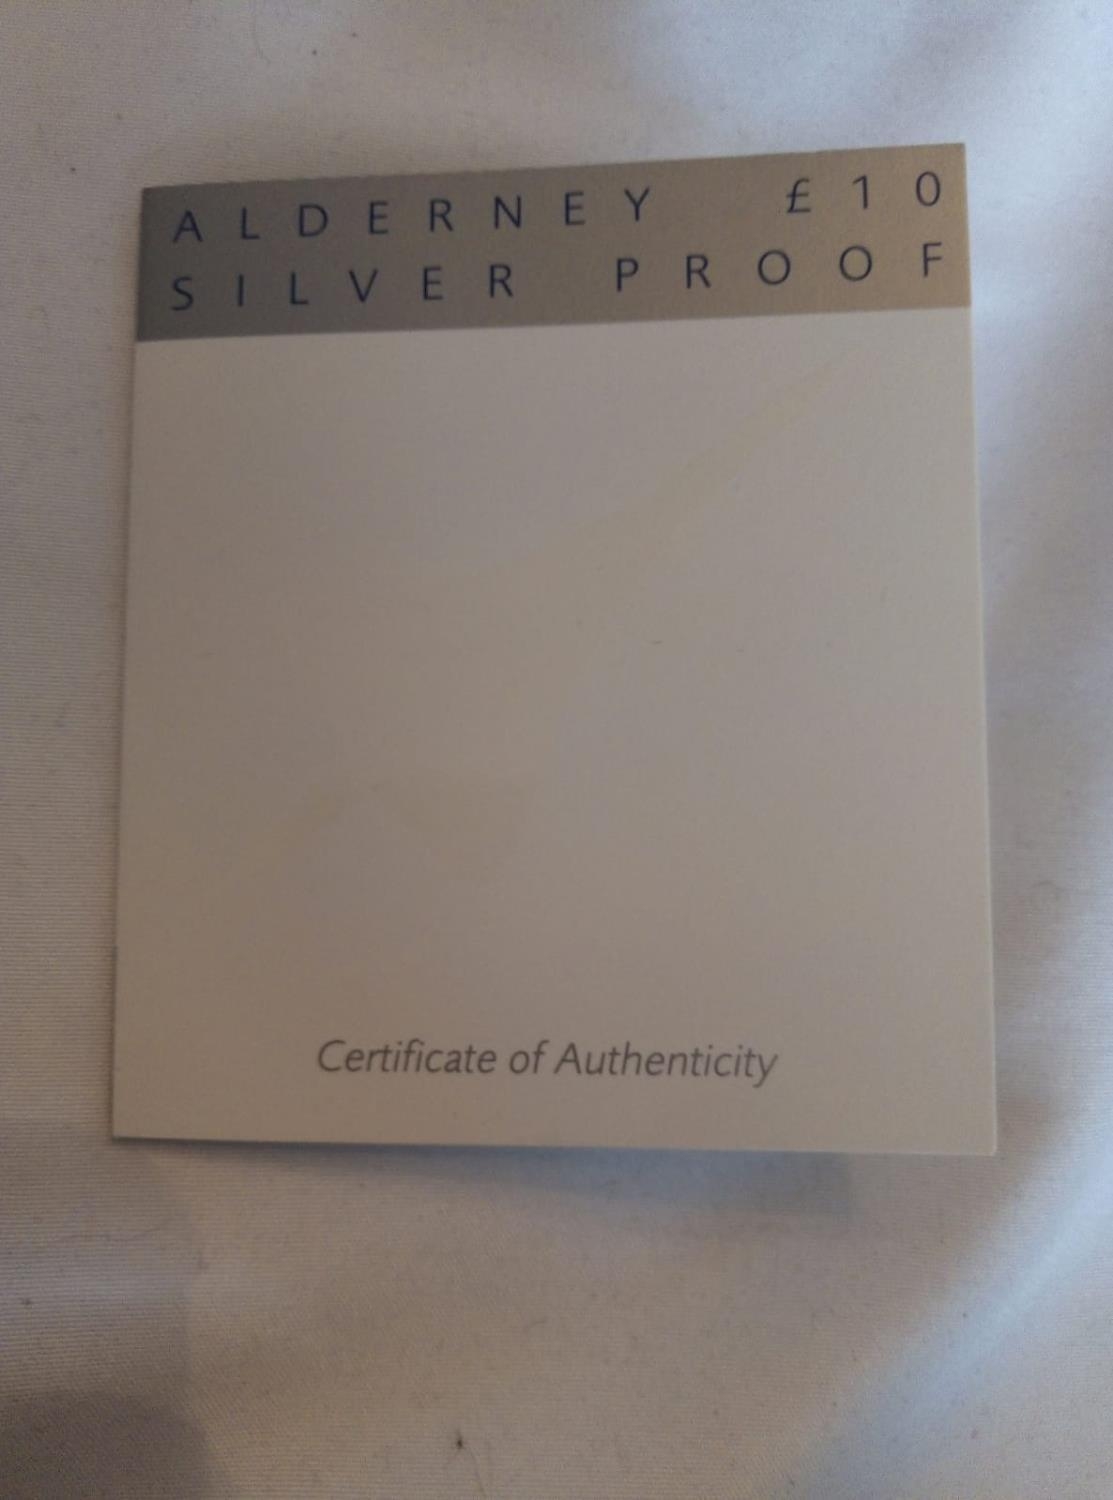 ALDERNEY £10
SILVER PROOF
Certificate of Authenticity